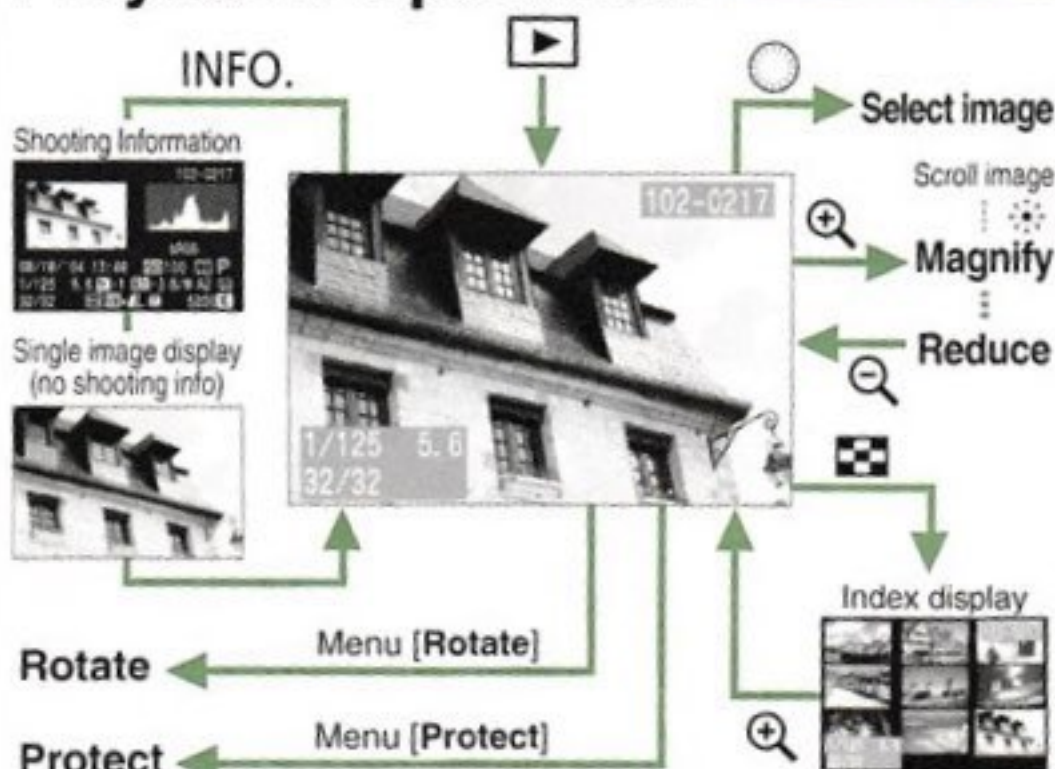 INFO.
Select image
Shooting Information
102-0217
Scroll image
102-0217
Magnify
Reduce
Single image display
(no shooting info)
1/125 5.6
32/32
Index display
Menu [Rotate]
Rotate
Menu [Protect]
Protect